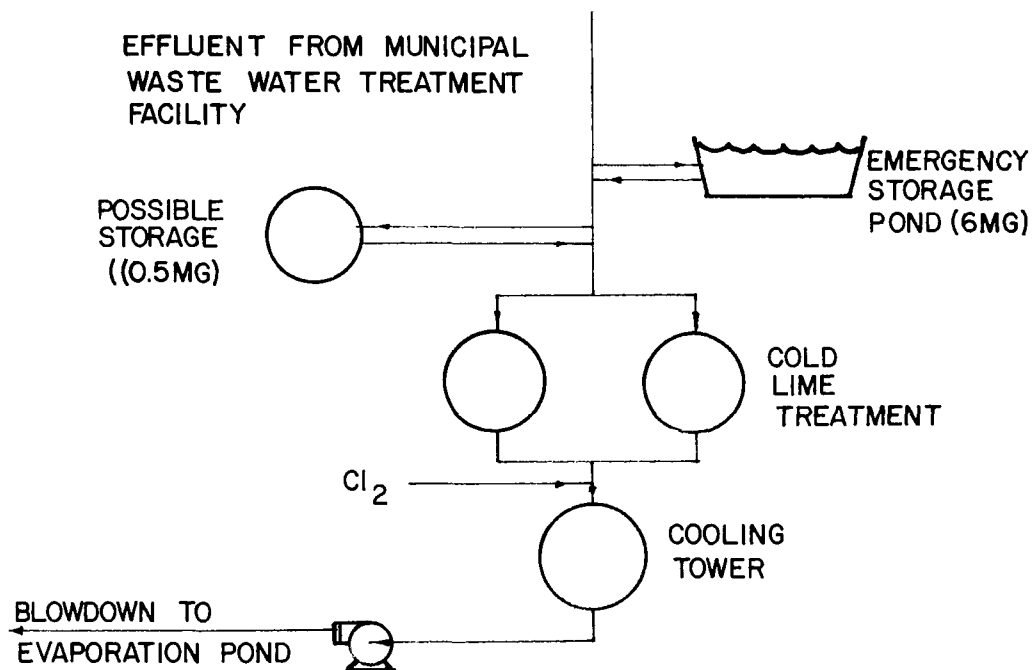 EFFLUENT FROM MUNICIPAL
WASTE WATER TREATMENT
FACILITY
EMERGENCY
STORAGE
POND (6MG)
POSSIBLE
STORAGE
((0.5MG)
COLD
LIME
TREATMENT
Cl2
COOLING
TOWER
BLOWDOWN TO
EVAPORATION POND